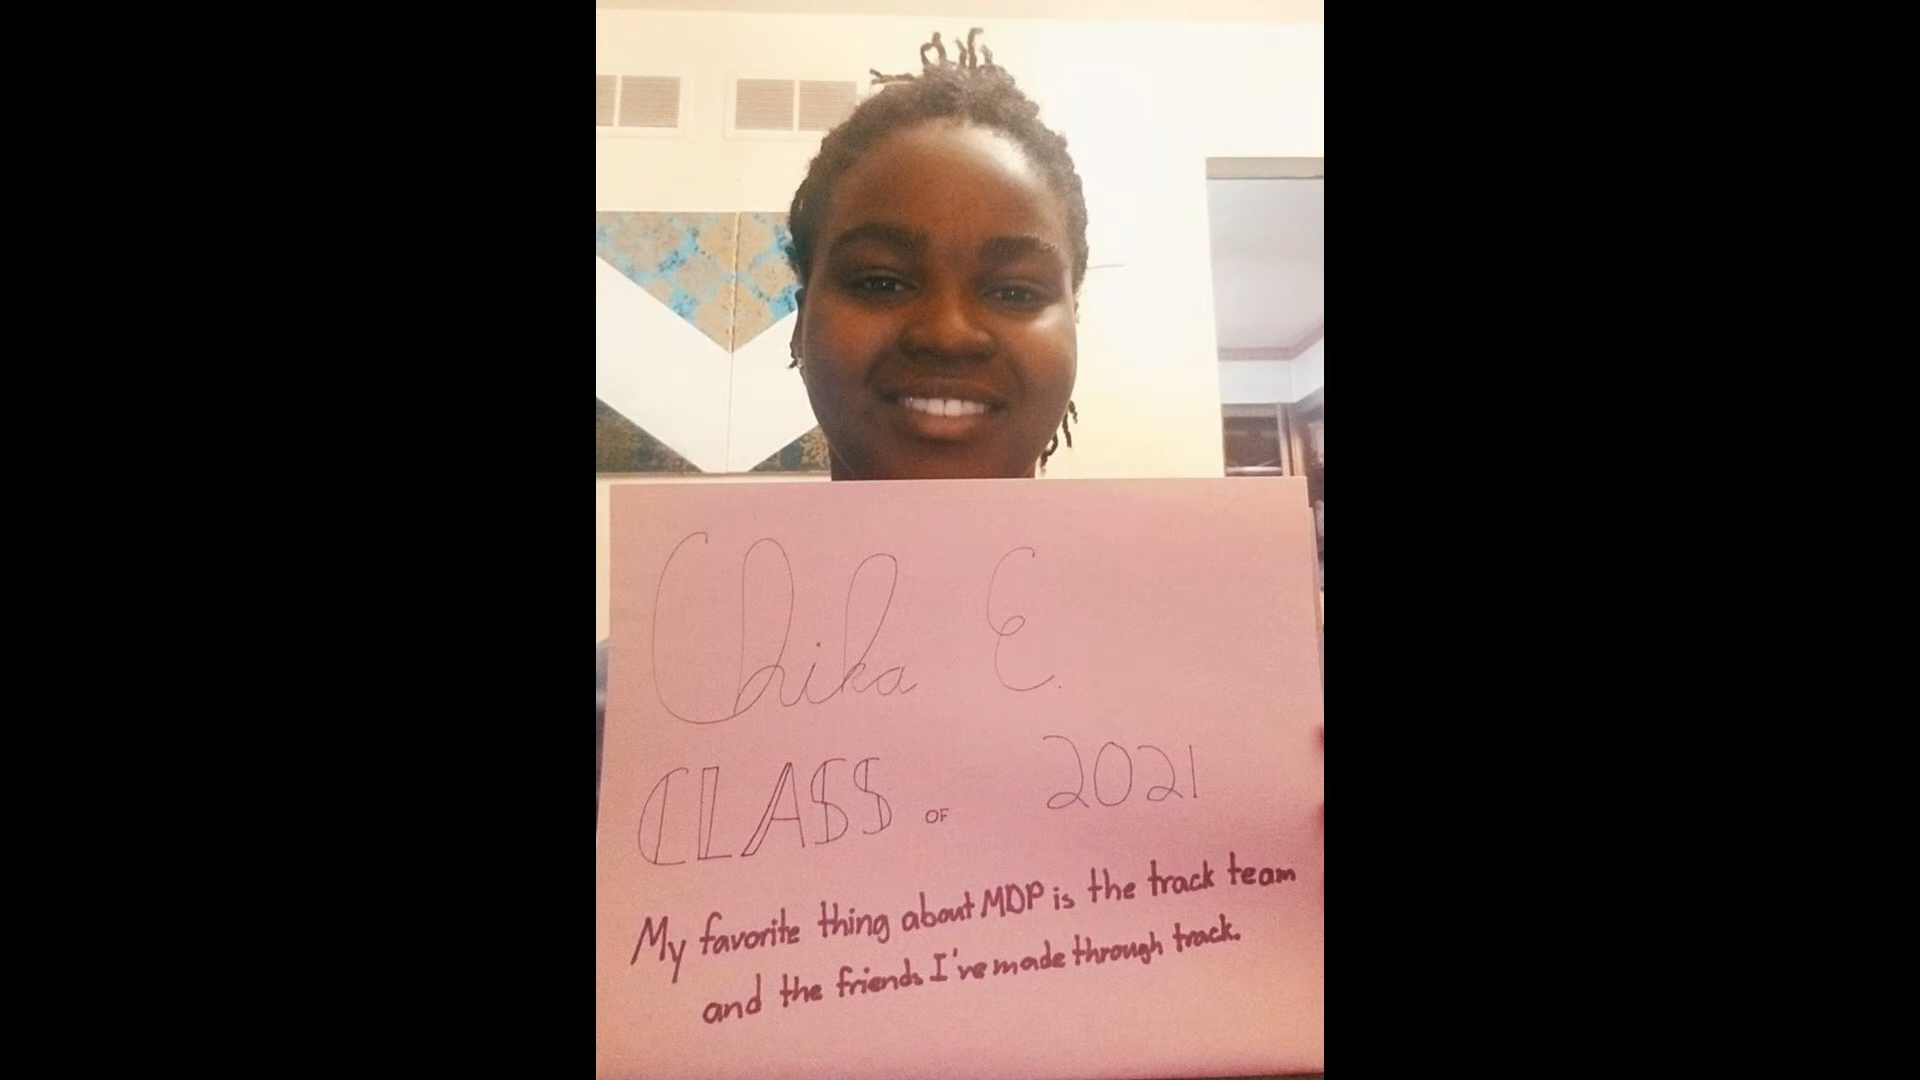 Chika E.
CLASS OF 2021
My favorite thing about MDP is the track team
and the friends I've made through track.